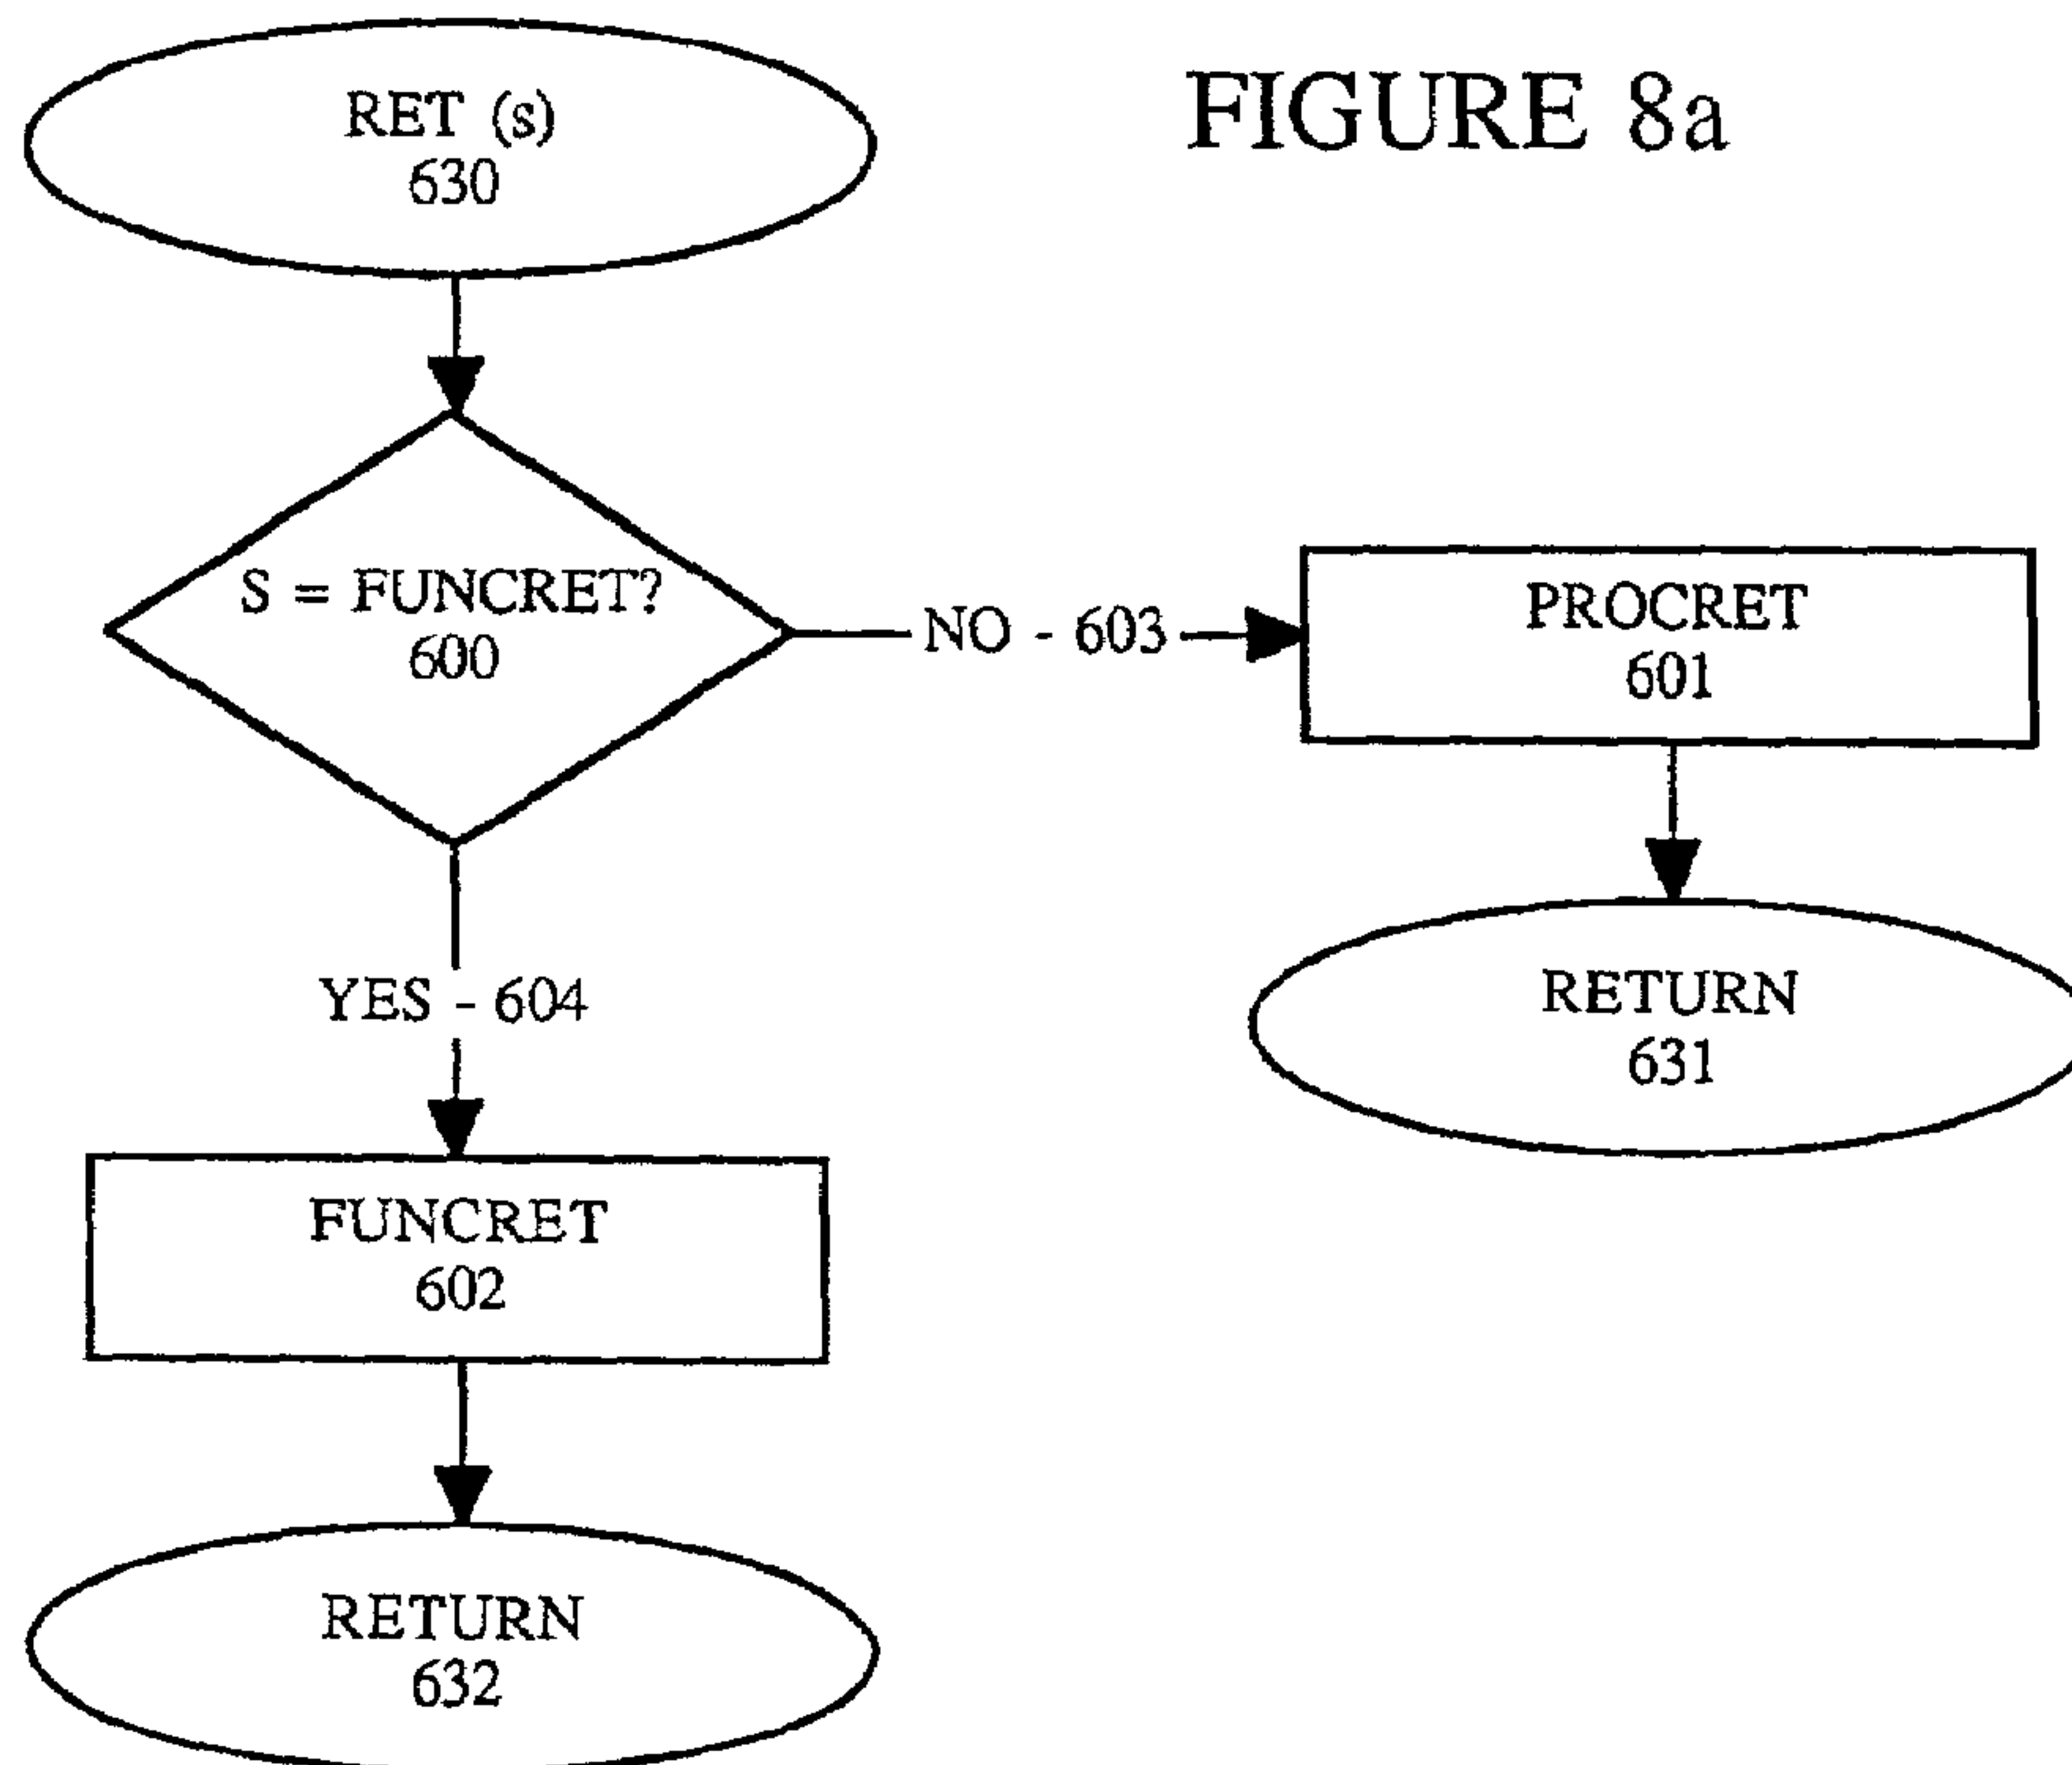 FIGURE 8a
RET (s)
630
S = FUNCRET?
600
NO - 603
PROCRET
601
RETURN
631
YES - 604
FUNCRET
602
RETURN
632